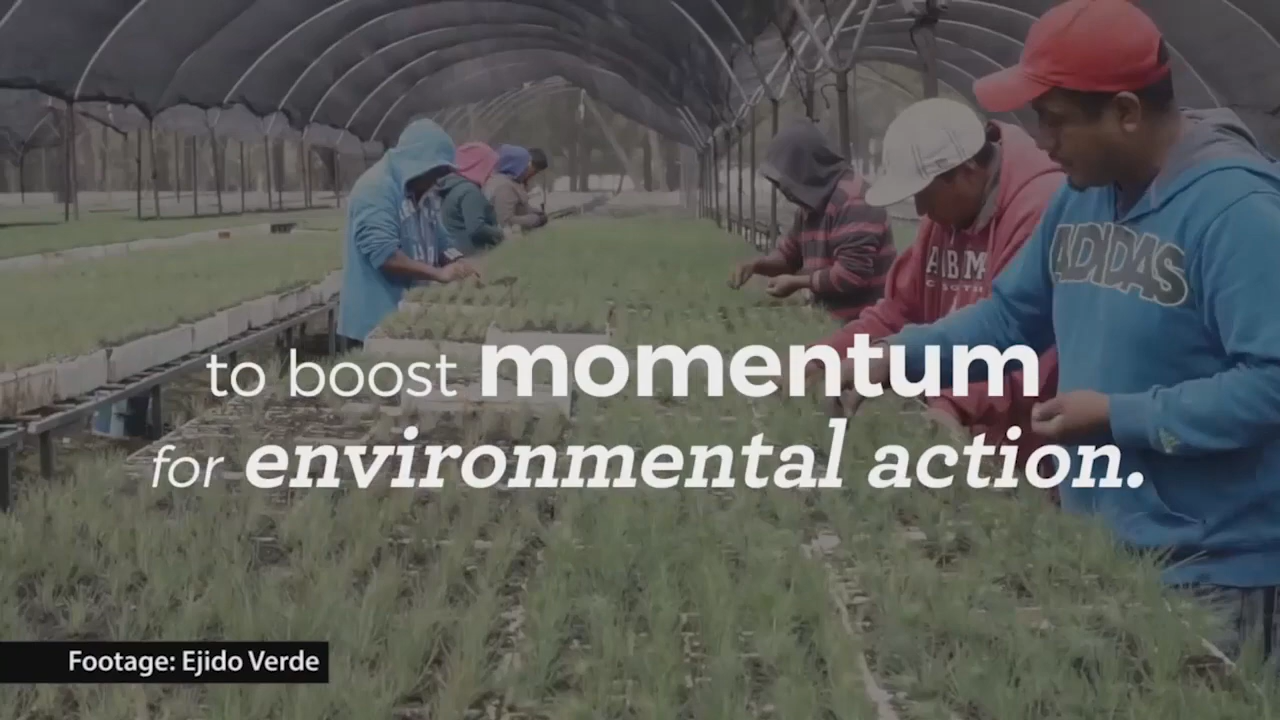 ADIDAS
to boost momentum
for environmental action.
Footage: Ejido Verde